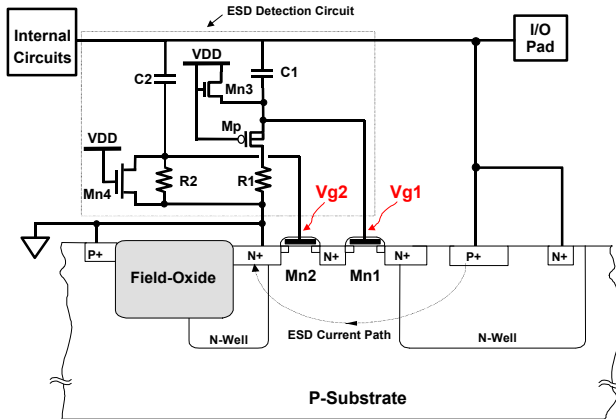 ESD Detection Circuit
Internal
Circuits
I/O
Pad
C2
VDD
C1
Mn3
Mp
VDD
Mn4
R2
R1
Vg2
Vg1
P+
Field-Oxide
N+
Mn2
N+
Mn1
N+
P+
N+
N-Well
ESD Current Path
N-Well
P-Substrate